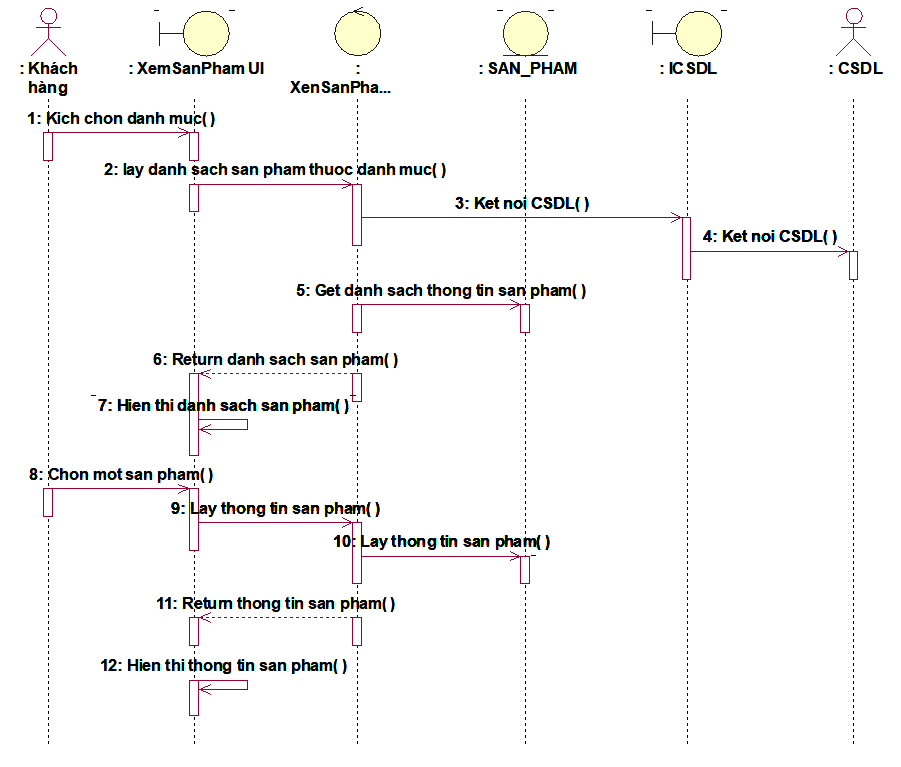 : Khách
hàng
: XemSanPham UI
:
XenSanPha...
: SAN_PHAM
: ICSDL
: CSDL
1: Kich chon danh muc( )
2: lay danh sach san pham thuoc danh muc( )
3: Ket noi CSDL( )
4: Ket noi CSDL( )
5: Get danh sach thong tin san pham( )
6: Return danh sach san pham( )
7: Hien thi danh sach san pham( )
8: Chon mot san pham( )
9: Lay thong tin san pham( )
10: Lay thong tin san pham( )
11: Return thong tin san pham( )
12: Hien thi thong tin san pham( )